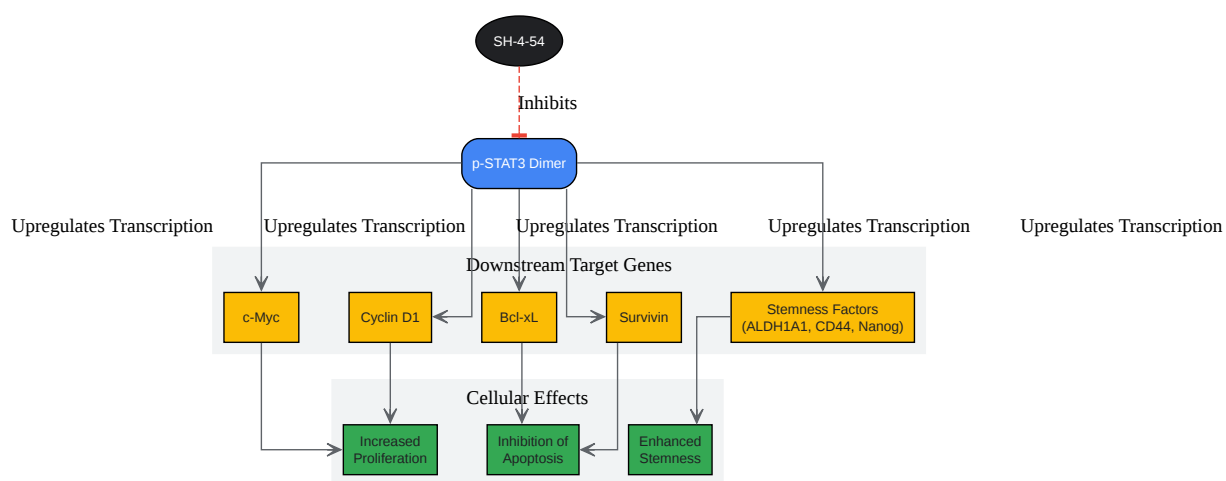 SH-4-54
Inhibits
p-STAT3 Dimer
Upregulates Transcription
Upregulates Transcription
Upregulates Transcription
Upregulates Transcription
Upregulates Transcription
Downstream Target Genes
c-Myc
Cyclin D1
Bcl-xL
Survivin
Stemness Factors
(ALDH1A1, CD44, Nanog)
Cellular Effects
Increased
Proliferation
Inhibition of
Apoptosis
Enhanced
Stemness